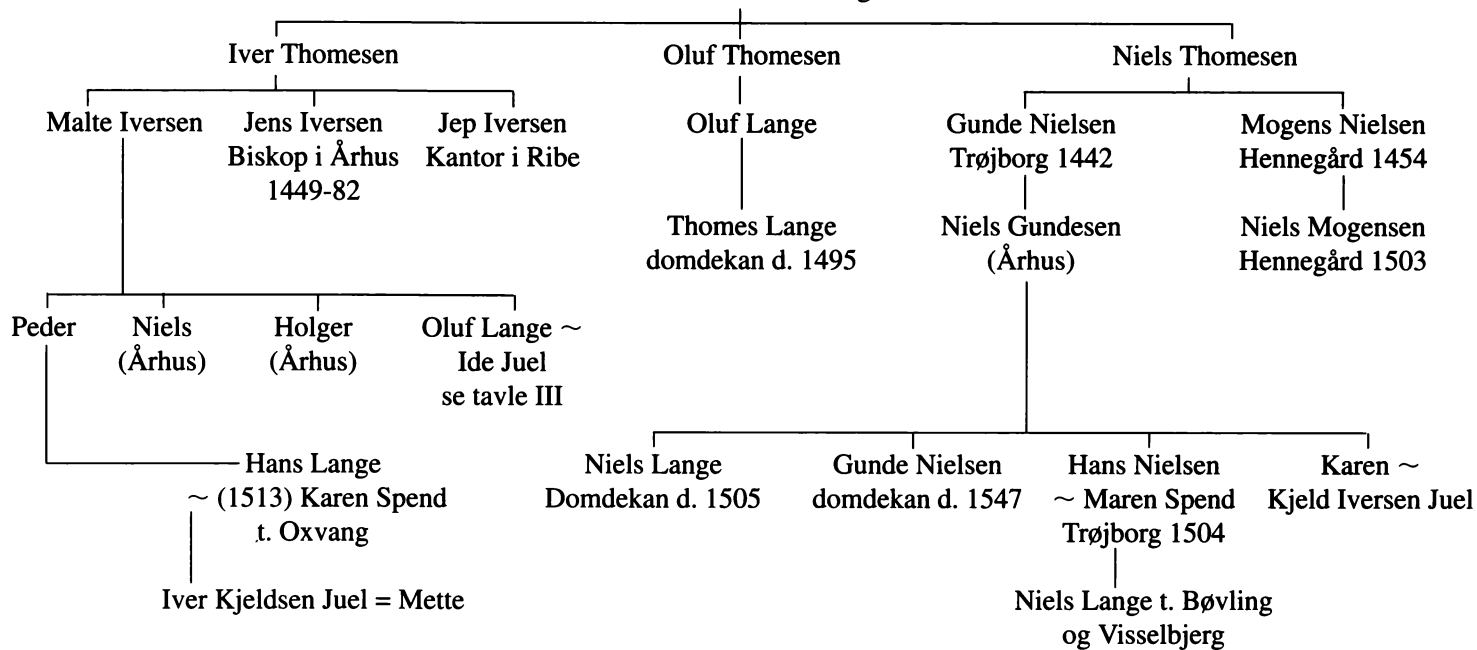 Iver Thomesen
Oluf Thomesen
Niels Thomesen
Malte Iversen
Jens Iversen
Biskop i Århus
1449-82
Jep Iversen
Kantor i Ribe
Oluf Lange
Gunde Nielsen
Trøjborg 1442
Mogens Nielsen
Hennegård 1454
Thomes Lange
domdekan d. 1495
Niels Gundesen
(Århus)
Niels Mogensen
Hennegård 1503
Peder
Niels
(Århus)
Holger
(Århus)
Oluf Lange ~
Ide Juel
se tavle III
Hans Lange
~ (1513) Karen Spend
t. Oxvang
Niels Lange
Domdekan d. 1505
Gunde Nielsen
domdekan d. 1547
Hans Nielsen
~ Maren Spend
Trøjborg 1504
Karen ~
Kjeld Iversen Juel
Iver Kjeldsen Juel = Mette
Niels Lange t. Bøvling
og Visselbjerg